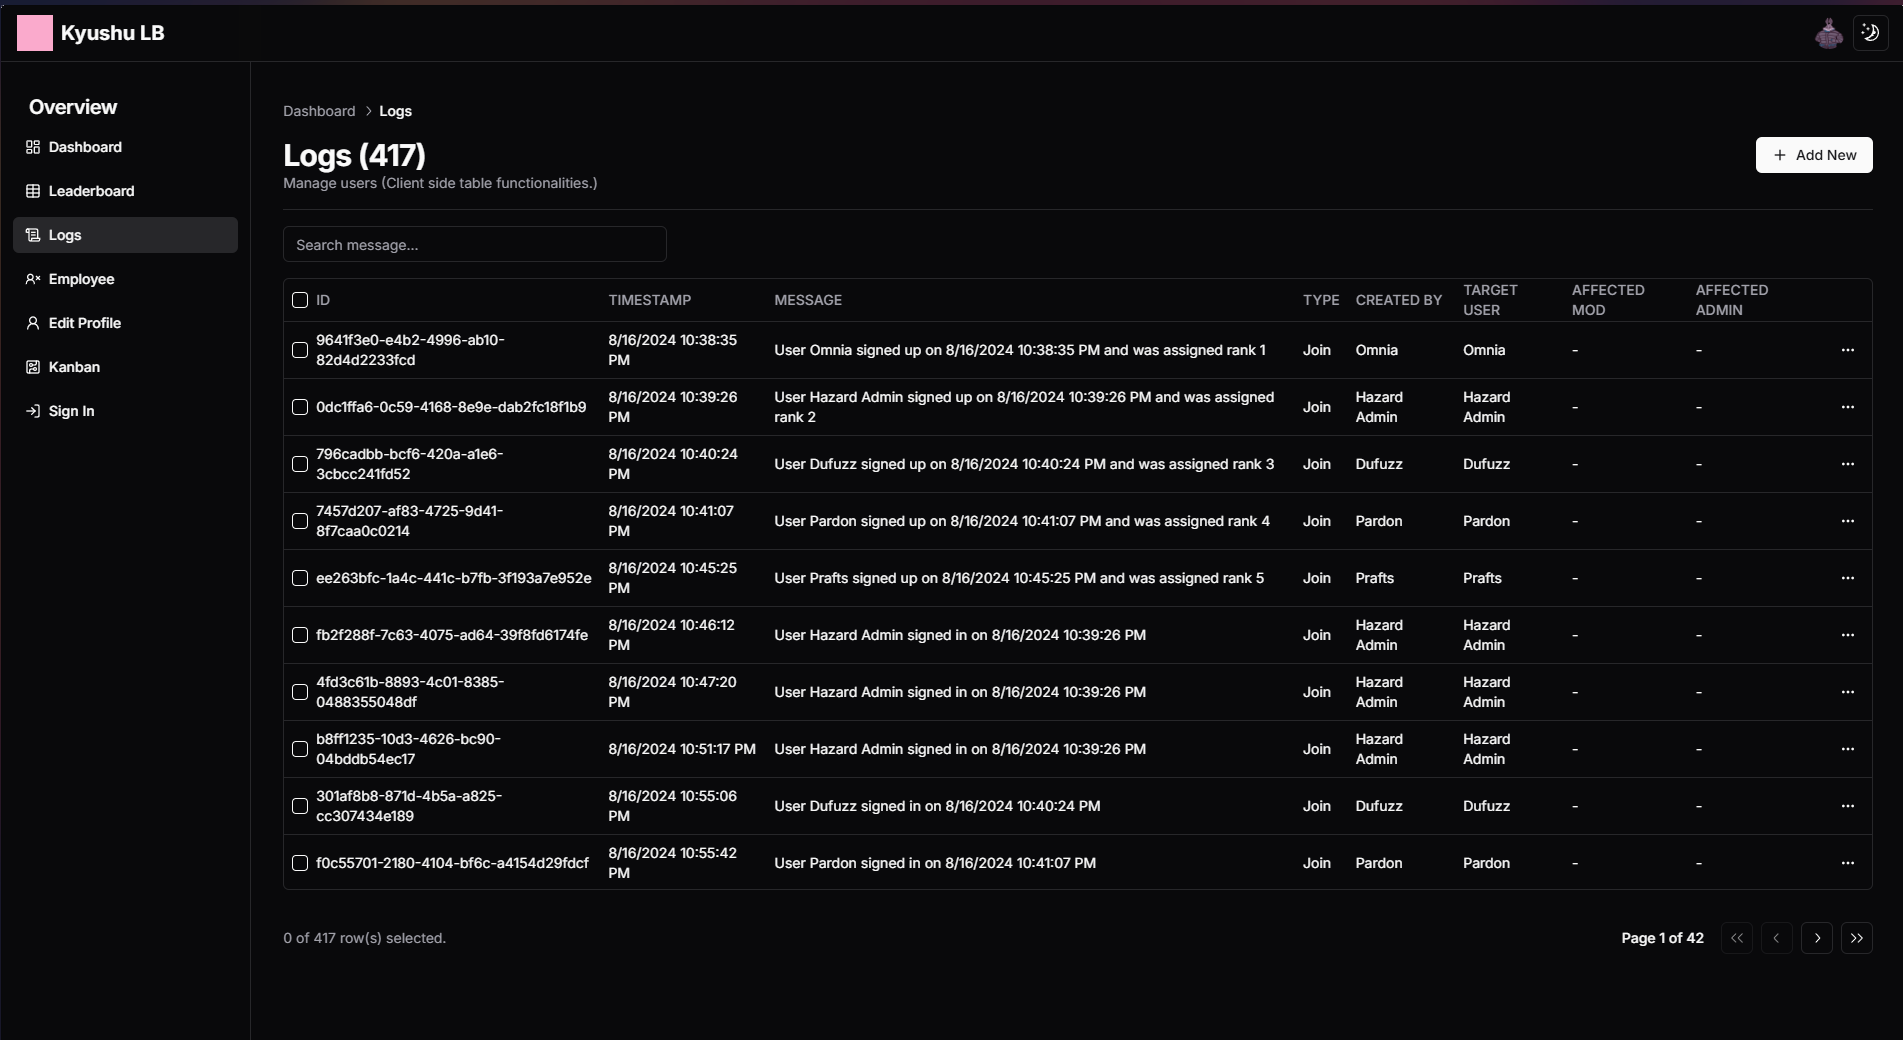 Kyushu LB
Overview
Dashboard
Leaderboard
Logs
Employee
Edit Profile
Kanban
Sign In
Dashboard > Logs
Logs (417)
Manage users (Client side table functionalities.)
+ Add New
Search message...
ID TIMESTAMP MESSAGE TYPE CREATED BY TARGET USER AFFECTED MOD AFFECTED ADMIN
9641f3e0-e4b2-4996-ab10-82d4d2233fcd 8/16/2024 10:38:35 PM User Omnia signed up on 8/16/2024 10:38:35 PM and was assigned rank 1 Join Omnia Omnia - - ...
0dc1ffa6-0c59-4168-8e9e-dab2fc18f1b9 8/16/2024 10:39:26 PM User Hazard Admin signed up on 8/16/2024 10:39:26 PM and was assigned rank 2 Join Hazard Admin Hazard Admin - - ...
796cadbb-bcf6-420a-a1e6-3cbcc241fd52 8/16/2024 10:40:24 PM User Dufuzz signed up on 8/16/2024 10:40:24 PM and was assigned rank 3 Join Dufuzz Dufuzz - - ...
7457d207-af83-4725-9d41-8f7caa0c0214 8/16/2024 10:41:07 PM User Pardon signed up on 8/16/2024 10:41:07 PM and was assigned rank 4 Join Pardon Pardon - - ...
ee263bfc-1a4c-441c-b7fb-3f193a7e952e 8/16/2024 10:45:25 PM User Prafts signed up on 8/16/2024 10:45:25 PM and was assigned rank 5 Join Prafts Prafts - - ...
fb2f288f-7c63-4075-ad64-39f8fd6174fe 8/16/2024 10:46:12 PM User Hazard Admin signed in on 8/16/2024 10:39:26 PM Join Hazard Admin Hazard Admin - - ...
4fd3c61b-8893-4c01-8385-0488355048df 8/16/2024 10:47:20 PM User Hazard Admin signed in on 8/16/2024 10:39:26 PM Join Hazard Admin Hazard Admin - - ...
b8ff1235-10d3-4626-bc90-04bddb54ec17 8/16/2024 10:51:17 PM User Hazard Admin signed in on 8/16/2024 10:39:26 PM Join Hazard Admin Hazard Admin - - ...
301af8b8-871d-4b5a-a825-cc307434e189 8/16/2024 10:55:06 PM User Dufuzz signed in on 8/16/2024 10:40:24 PM Join Dufuzz Dufuzz - - ...
f0c55701-2180-4104-bf6c-a4154d29fdcf 8/16/2024 10:55:42 PM User Pardon signed in on 8/16/2024 10:41:07 PM Join Pardon Pardon - - ...
0 of 417 row(s) selected.
Page 1 of 42